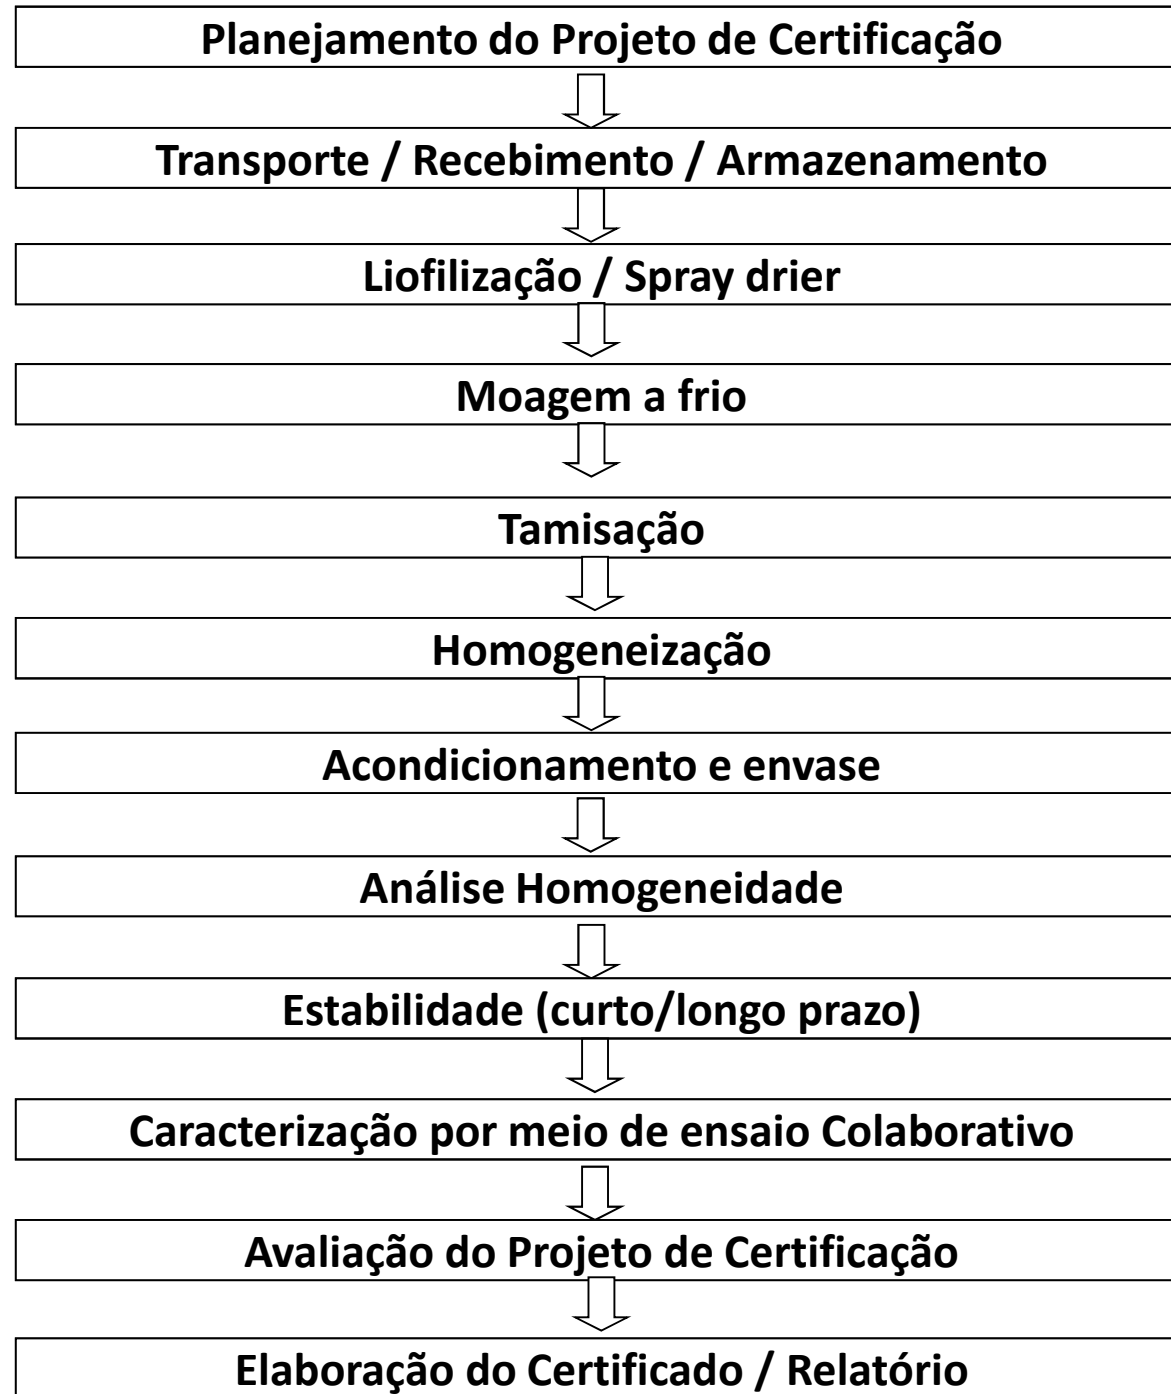 Planejamento do Projeto de Certificação
Transporte / Recebimento / Armazenamento
Liofilização / Spray drier
Moagem a frio
Tamisação
Homogeneização
Acondicionamento e envase
Análise Homogeneidade
Estabilidade (curto/longo prazo)
Caracterização por meio de ensaio Colaborativo
Avaliação do Projeto de Certificação
Elaboração do Certificado / Relatório